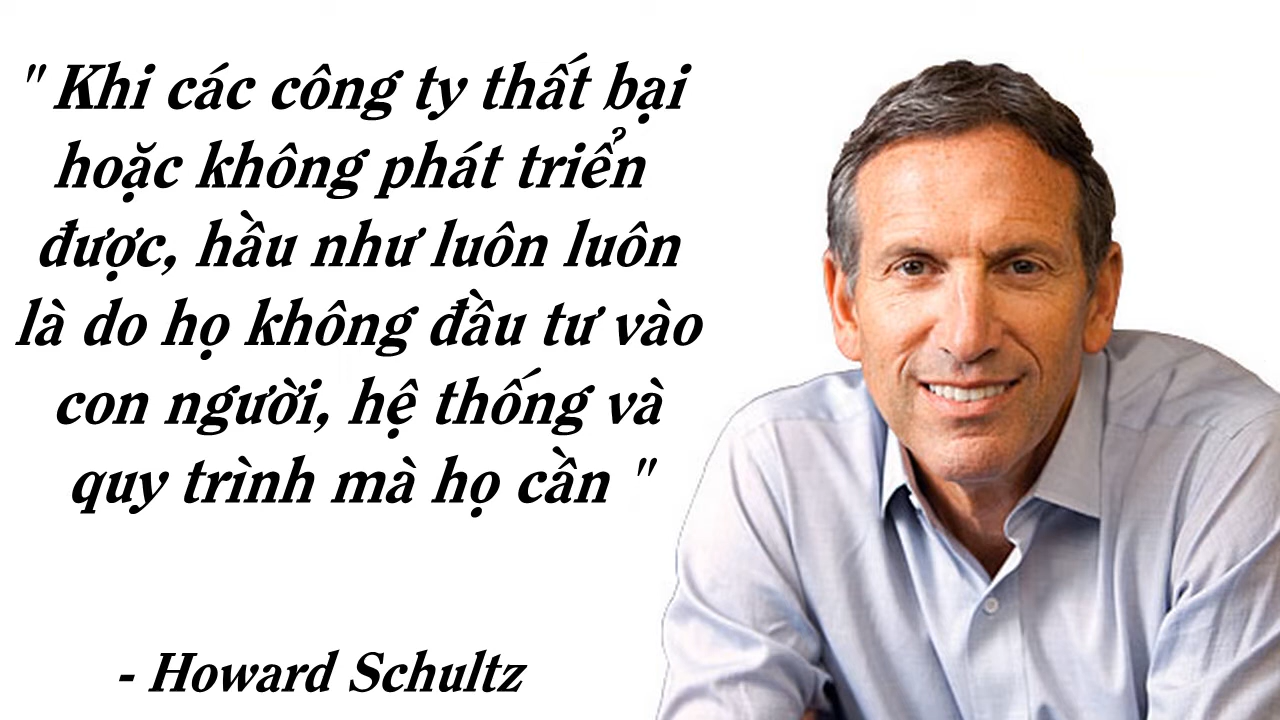 " Khi các công ty thất bại
hoặc không phát triển
được, hầu như luôn luôn
là do họ không đầu tư vào
con người, hệ thống và
quy trình mà họ cần "
- Howard Schultz